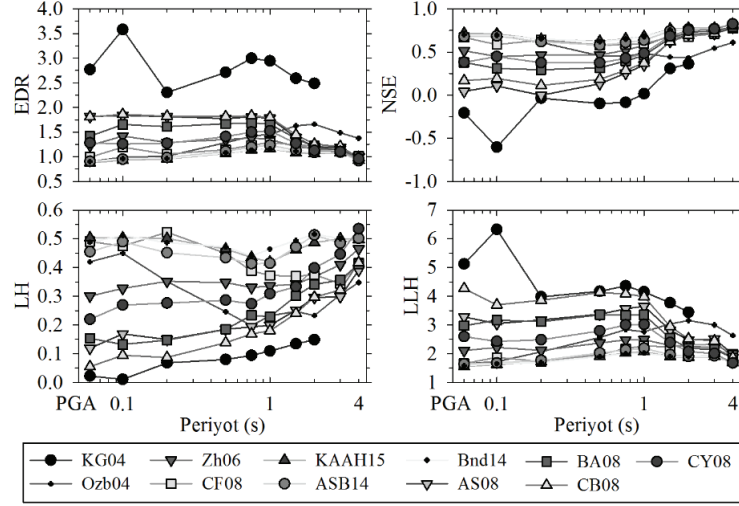 4.0
3.5
3.0
2.5
2.0
1.5
1.0
0.5
EDR
1.0
0.5
0.0
-0.5
-1.0
NSE
0.6
0.5
0.4
0.3
0.2
0.1
0.0
LH
PGA 0.1 1 4
Periyot (s)
7
6
5
4
3
2
1
LLH
PGA 0.1 1 4
Periyot (s)
KG04 Zh06 KAAH15 Bnd14 BA08 CY08
Ozb04 CF08 ASB14 AS08 CB08